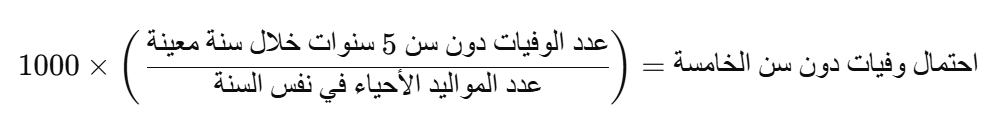 احتمال وفيات دون سن الخامسة = (عدد الوفيات دون سن 5 سنوات خلال سنة معينة / عدد المواليد الأحياء في نفس السنة) × 1000